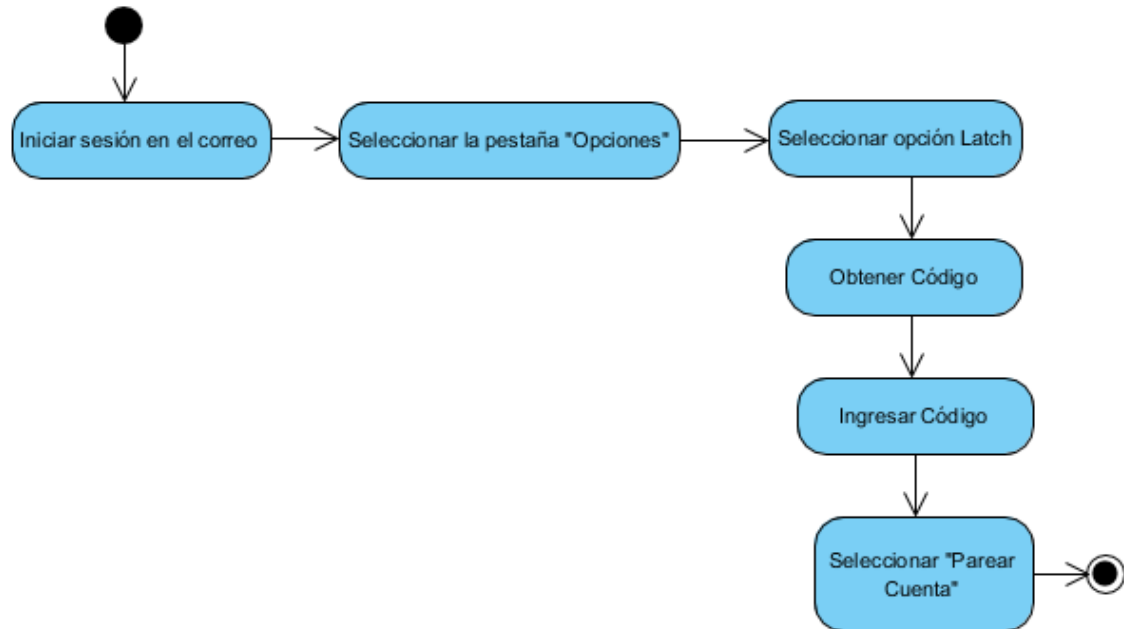 Iniciar sesión en el correo
Seleccionar la pestaña "Opciones"
Seleccionar opción Latch
Obtener Código
Ingresar Código
Seleccionar "Parear
Cuenta"